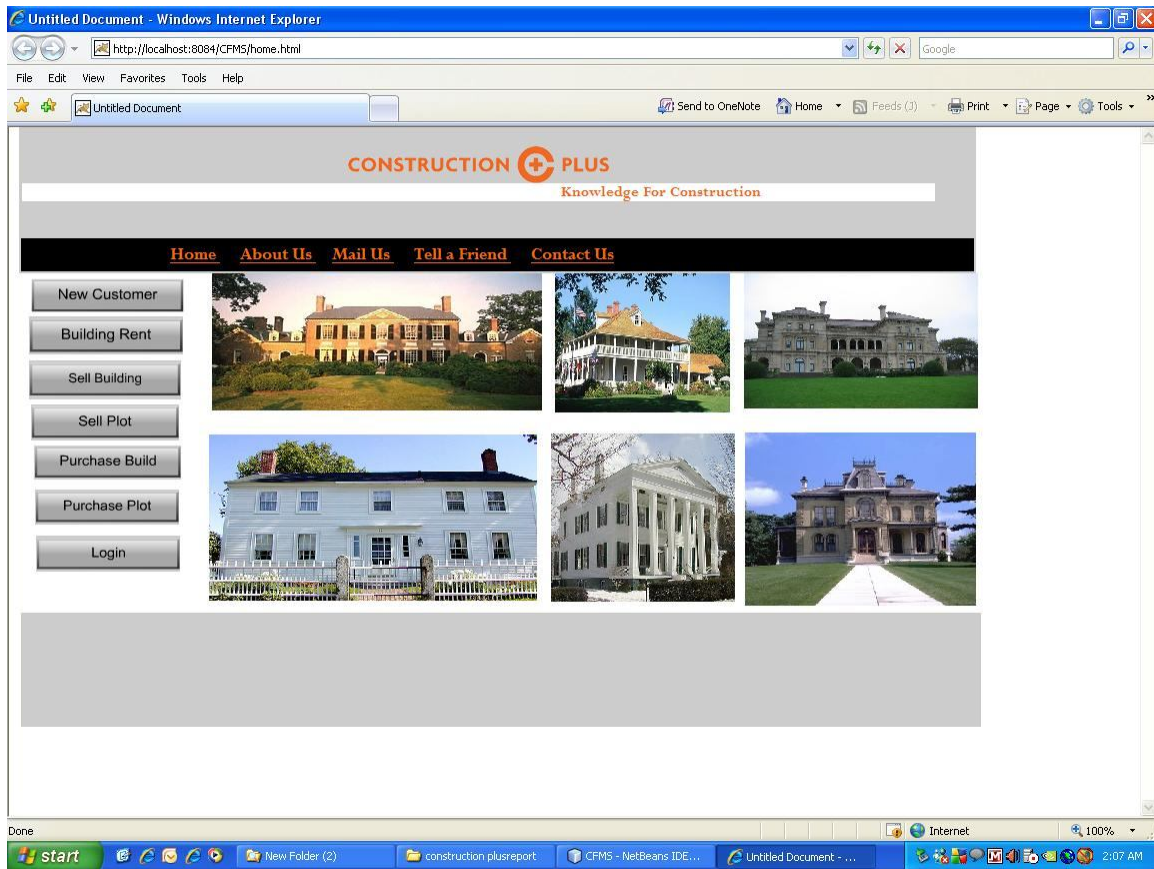 Untitled Document - Windows Internet Explorer
http://localhost:8084/CFMS/home.html
Google
File Edit View Favorites Tools Help
Untitled Document
Send to OneNote Home Feeds (J) Print Page Tools »
CONSTRUCTION PLUS
Knowledge For Construction
Home About Us Mail Us Tell a Friend Contact Us
New Customer
Building Rent
Sell Building
Sell Plot
Purchase Build
Purchase Plot
Login
Done
Internet
100%
start
New Folder (2)
construction plusreport
CFMS - NetBeans IDE...
Untitled Document - ...
2:07 AM